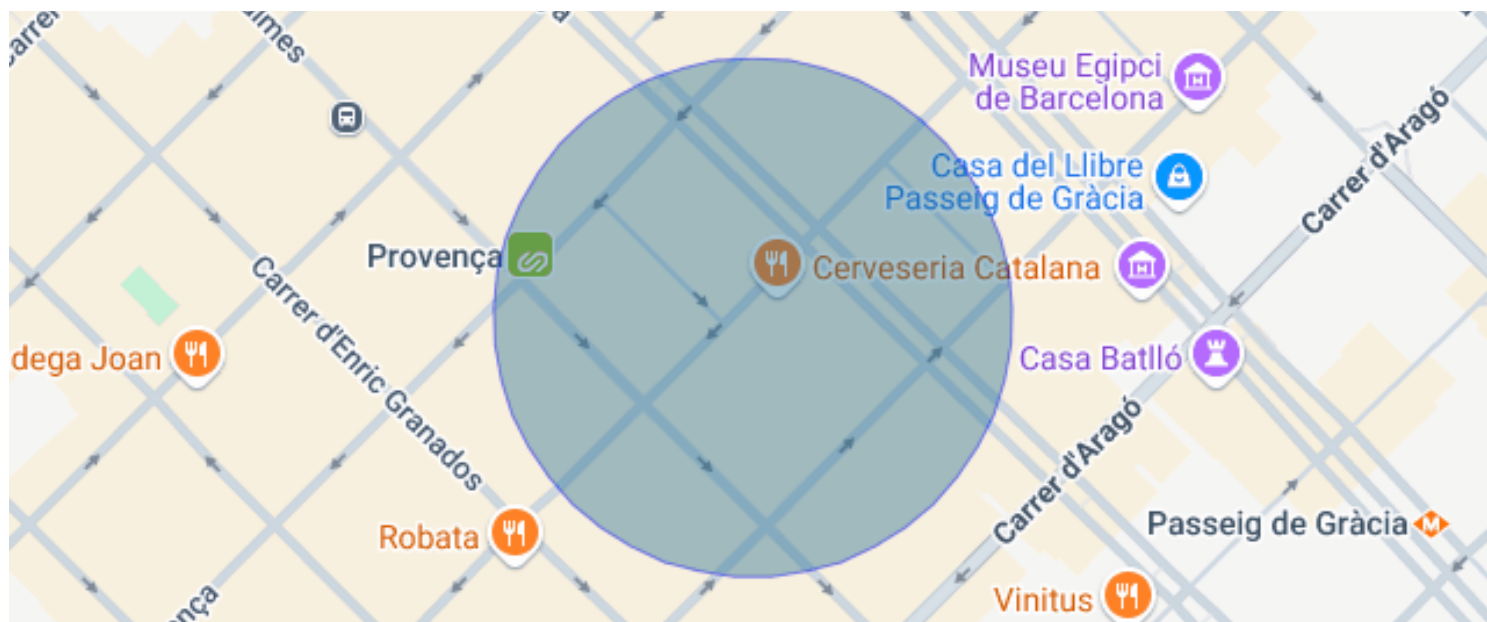 Museu Egipci
de Barcelona
Carrer d'Aragó
Casa del Llibre
Passeig de Gràcia
Provença
Cerveseria Catalana
Carrer d'Enric Granados
dega Joan
Casa Batlló
Carrer d'Aragó
Robata
Passeig de Gràcia
M
Vinitus